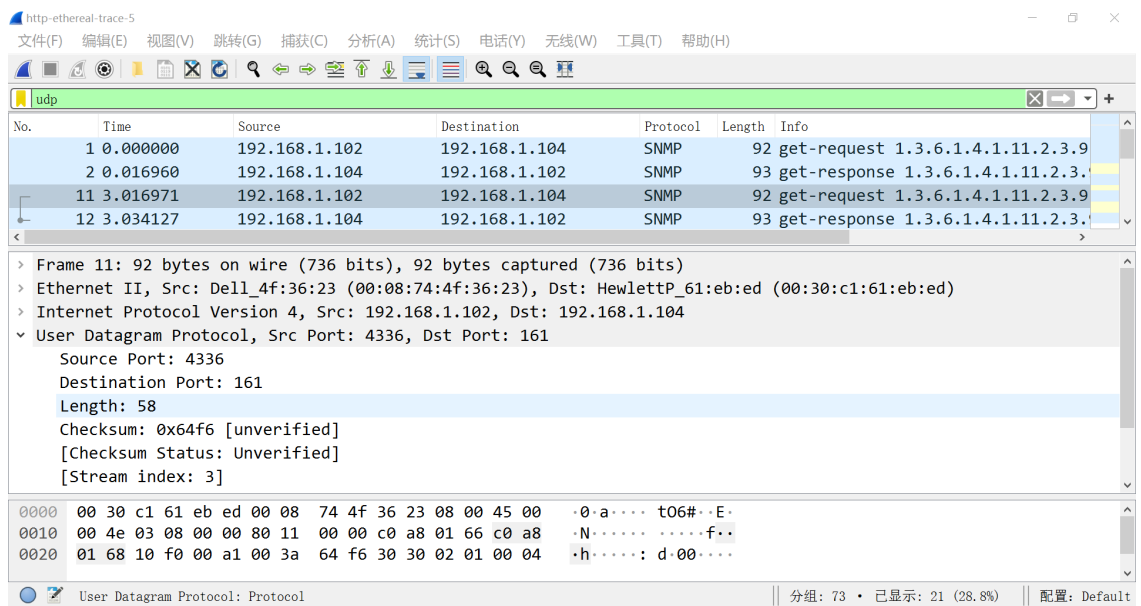 http-ethereal-trace-5
文件(F) 编辑(E) 视图(V) 跳转(G) 捕获(C) 分析(A) 统计(S) 电话(Y) 无线(W) 工具(T) 帮助(H)
udp
No. Time Source Destination Protocol Length Info
1 0.000000 192.168.1.102 192.168.1.104 SNMP 92 get-request 1.3.6.1.4.1.11.2.3.9
2 0.016960 192.168.1.104 192.168.1.102 SNMP 93 get-response 1.3.6.1.4.1.11.2.3.
11 3.016971 192.168.1.102 192.168.1.104 SNMP 92 get-request 1.3.6.1.4.1.11.2.3.9
12 3.034127 192.168.1.104 192.168.1.102 SNMP 93 get-response 1.3.6.1.4.1.11.2.3.
Frame 11: 92 bytes on wire (736 bits), 92 bytes captured (736 bits)
Ethernet II, Src: Dell_4f:36:23 (00:08:74:4f:36:23), Dst: HewlettP_61:eb:ed (00:30:c1:61:eb:ed)
Internet Protocol Version 4, Src: 192.168.1.102, Dst: 192.168.1.104
User Datagram Protocol, Src Port: 4336, Dst Port: 161
Source Port: 4336
Destination Port: 161
Length: 58
Checksum: 0x64f6 [unverified]
[Checksum Status: Unverified]
[Stream index: 3]
0000 00 30 c1 61 eb ed 00 08 74 4f 36 23 08 00 45 00 ·0·a···· tO6#··E·
0010 00 4e 03 08 00 00 80 11 00 00 c0 a8 01 66 c0 a8 ·N······ ·····f··
0020 01 68 10 f0 00 a1 00 3a 64 f6 30 30 02 01 00 04 ·h·····: d·00····
User Datagram Protocol: Protocol 分组: 73 · 已显示: 21 (28.8%) 配置: Default